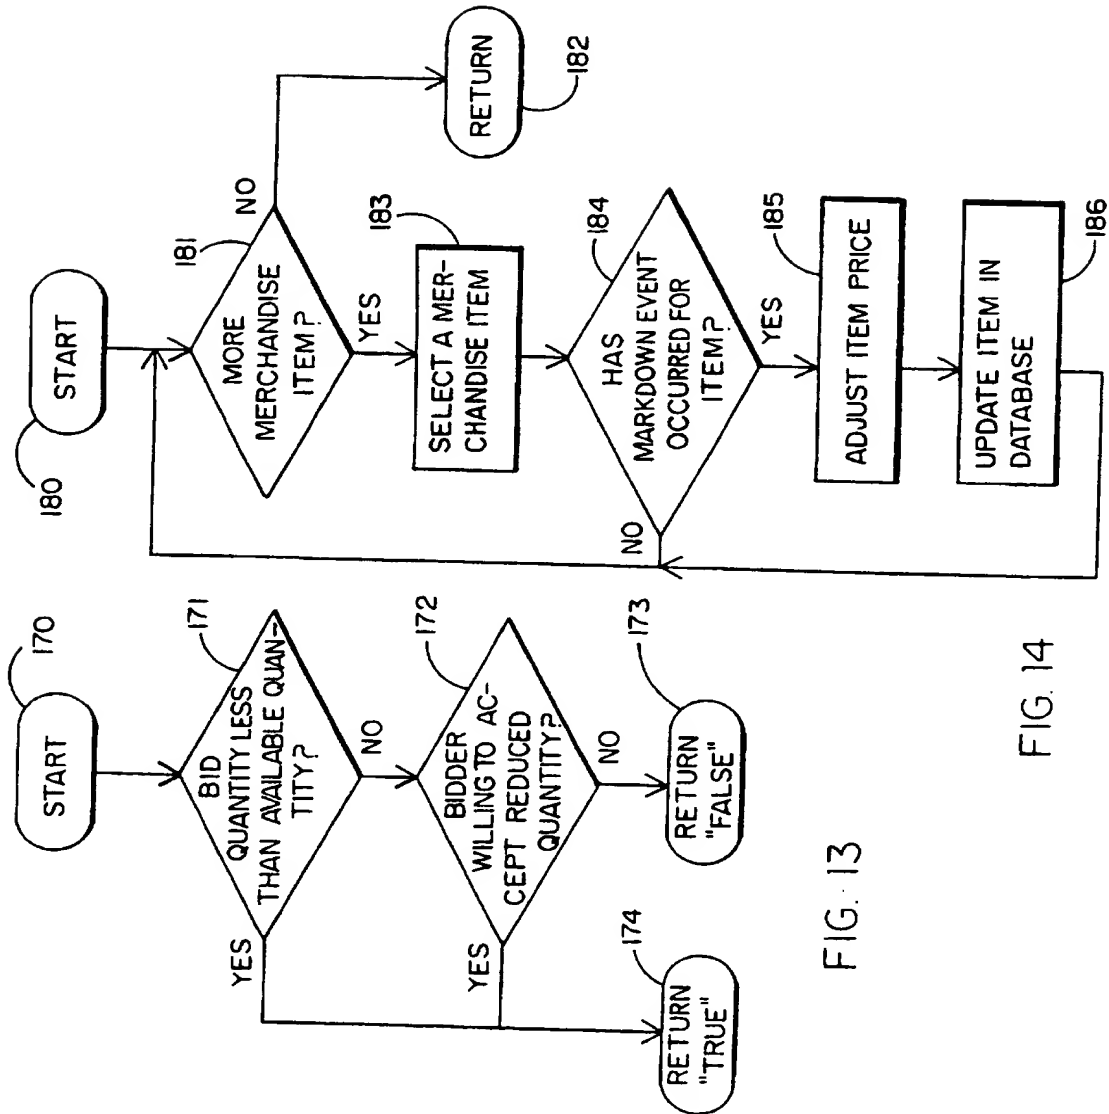 170
START
171
BID
QUANTITY LESS
THAN AVAILABLE QUAN-
TITY?
YES
NO
172
BIDDER
WILLING TO AC-
CEPT REDUCED
QUANTITY?
YES
NO
173
RETURN
"FALSE"
174
RETURN
"TRUE"
FIG. 13
180
START
181
MORE
MERCHANDISE
ITEM?
NO
YES
RETURN
182
183
SELECT A MER-
CHANDISE ITEM
184
HAS
MARKDOWN EVENT
OCCURRED FOR
ITEM?
NO
YES
185
ADJUST ITEM PRICE
186
UPDATE ITEM IN
DATABASE
FIG. 14